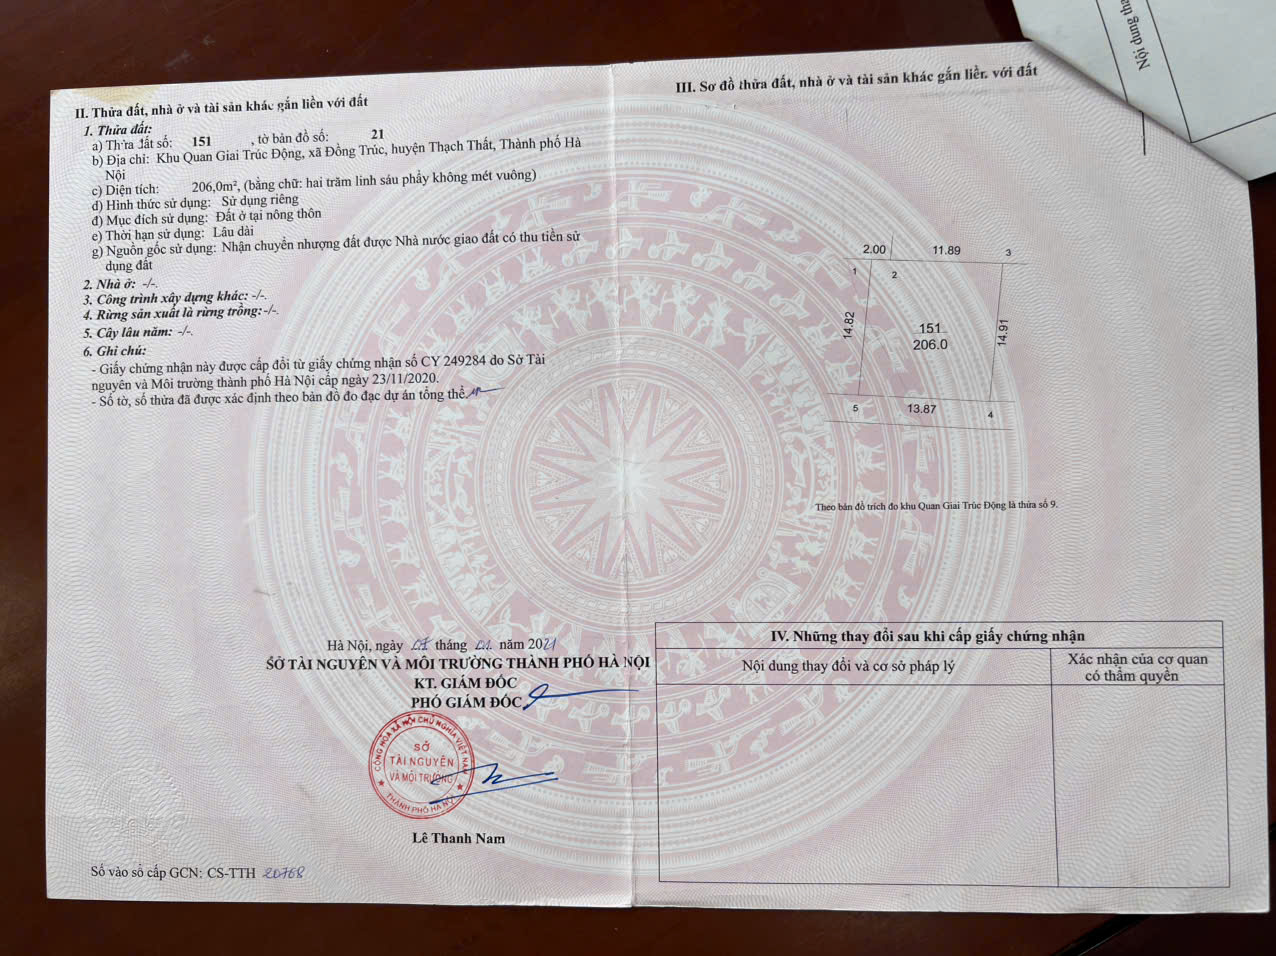 II. Thửa đất, nhà ở và tài sản khác gắn liền với đất
1. Thửa đất:
a) Thửa đất số: 151 , tờ bản đồ số: 21
b) Địa chỉ: Khu Quan Giai Trúc Động, xã Đồng Trúc, huyện Thạch Thất, Thành phố Hà
Nội
c) Diện tích: 206,0m², (bằng chữ: hai trăm linh sáu phẩy không mét vuông)
d) Hình thức sử dụng: Sử dụng riêng
đ) Mục đích sử dụng: Đất ở tại nông thôn
e) Thời hạn sử dụng: Lâu dài
g) Nguồn gốc sử dụng: Nhận chuyển nhượng đất được Nhà nước giao đất có thu tiền sử
dụng đất
2. Nhà ở: -/-.
3. Công trình xây dựng khác: -/-.
4. Rừng sản xuất là rừng trồng: -/-.
5. Cây lâu năm: -/-.
6. Ghi chú:
- Giấy chứng nhận này được cấp đổi từ giấy chứng nhận số CY 249284 do Sở Tài
nguyên và Môi trường thành phố Hà Nội cấp ngày 23/11/2020.
- Số tờ, số thửa đã được xác định theo bản đồ đo đạc dự án tổng thể.
Hà Nội, ngày tháng 01 năm 2021
SỞ TÀI NGUYÊN VÀ MÔI TRƯỜNG THÀNH PHỐ HÀ NỘI
KT. GIÁM ĐỐC
PHÓ GIÁM ĐỐC
CỘNG HÒA XÃ HỘI CHỦ NGHĨA VIỆT NAM
SỞ
TÀI NGUYÊN
VÀ MÔI TRƯỜNG
THÀNH PHỐ HÀ NỘI
Lê Thanh Nam
Số vào sổ cấp GCN: CS-TTH 20768
III. Sơ đồ thửa đất, nhà ở và tài sản khác gắn liền với đất
2.00 11.89 3
1 2
14.82 151 14.91
206.0
5 13.87 4
Theo bản đồ trích đo khu Quan Giai Trúc Động là thửa số 9.
IV. Những thay đổi sau khi cấp giấy chứng nhận
Nội dung thay đổi và cơ sở pháp lý
Xác nhận của cơ quan
có thẩm quyền
Nội dung